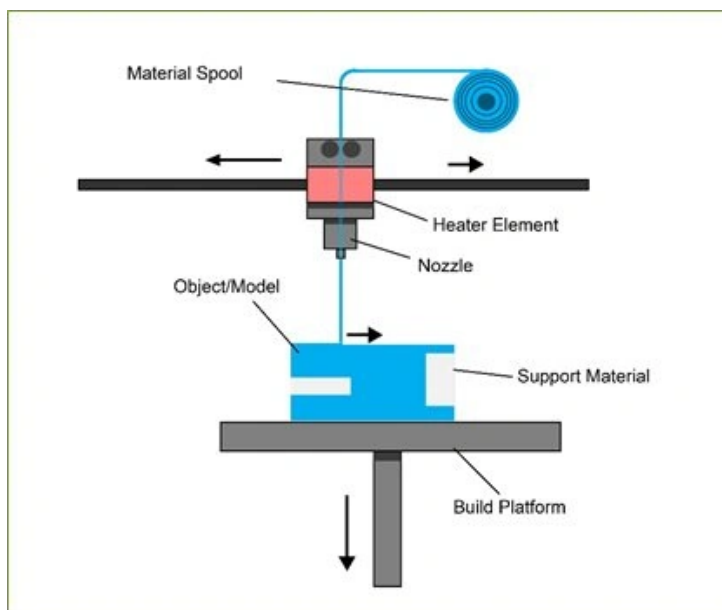 Material Spool
Heater Element
Nozzle
Object/Model
Support Material
Build Platform